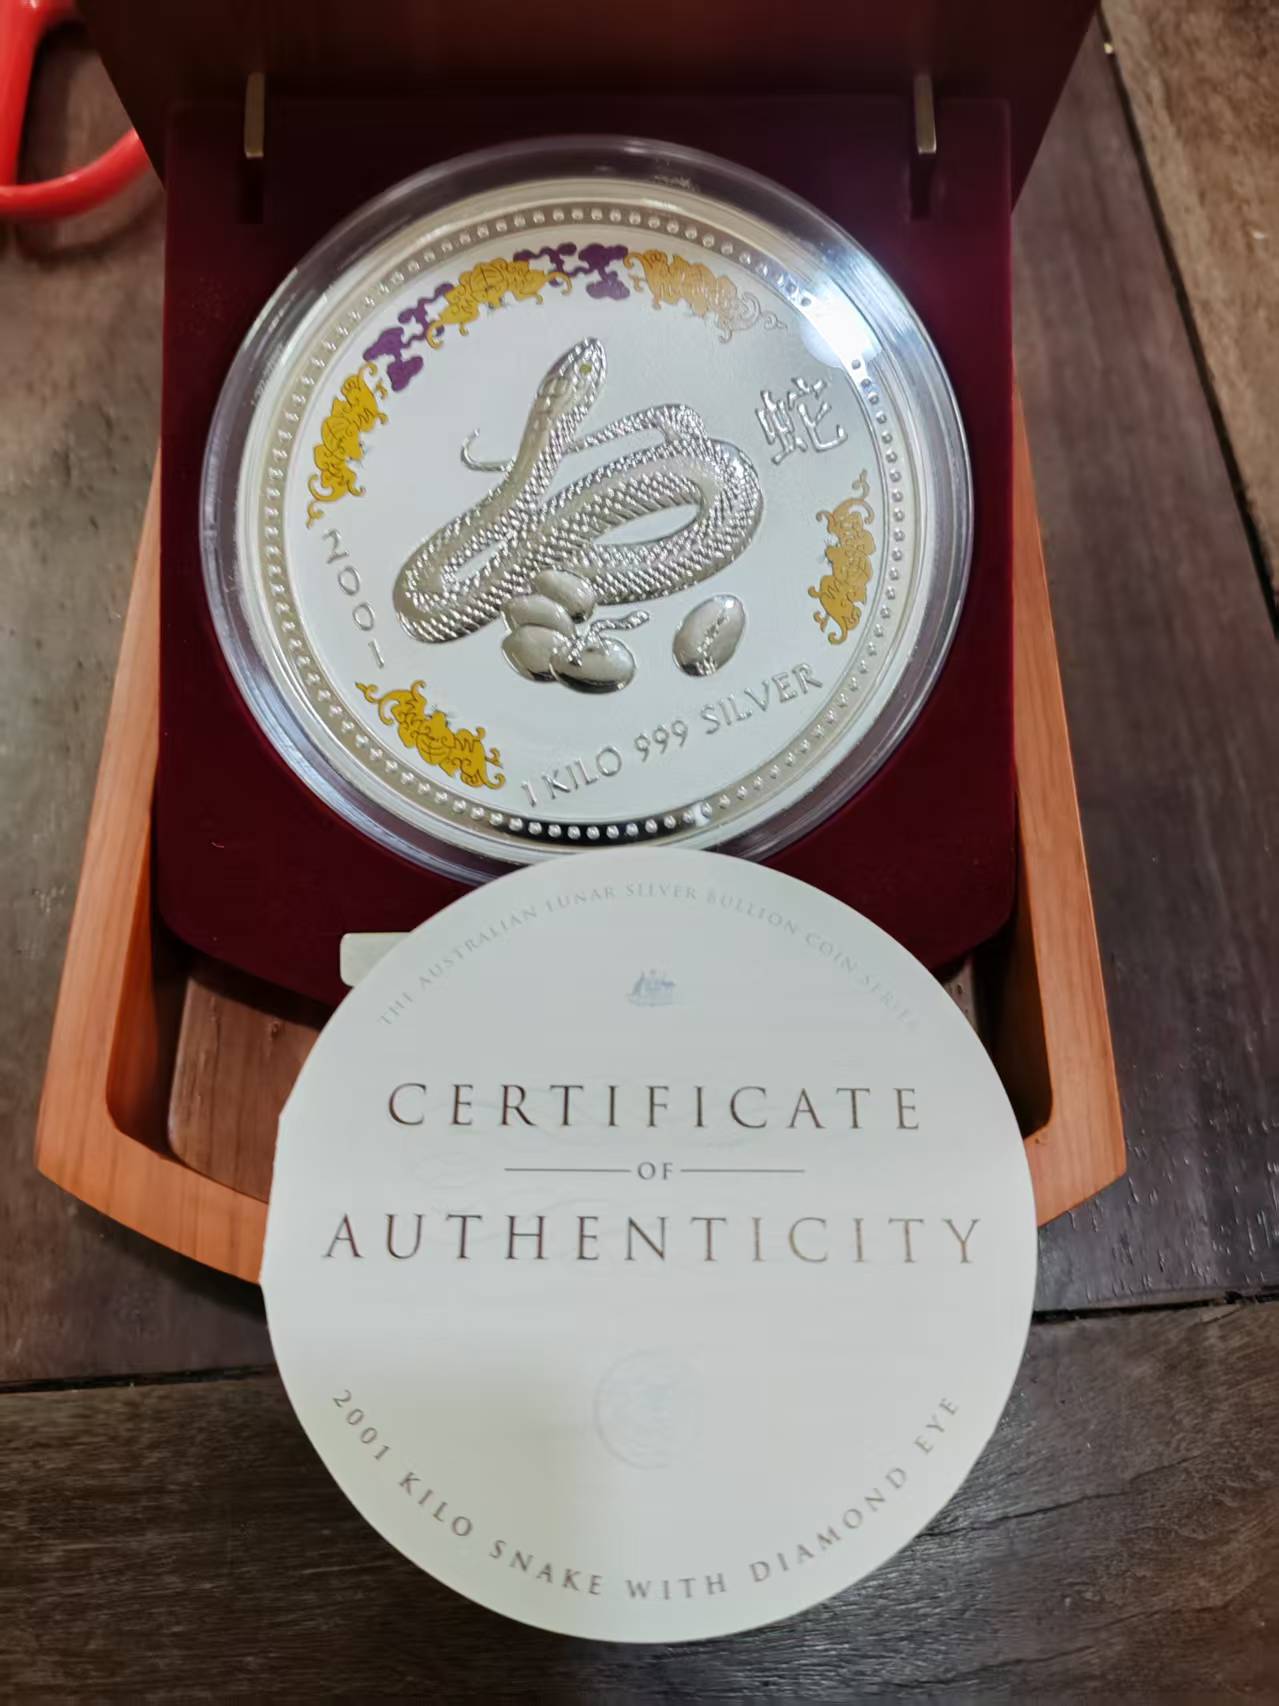 蛇
2001
1 KILO 999 SILVER
THE AUSTRALIAN LUNAR SILVER BULLION COIN SERIES
CERTIFICATE
OF
AUTHENTICITY
2001 KILO SNAKE WITH DIAMOND EYE